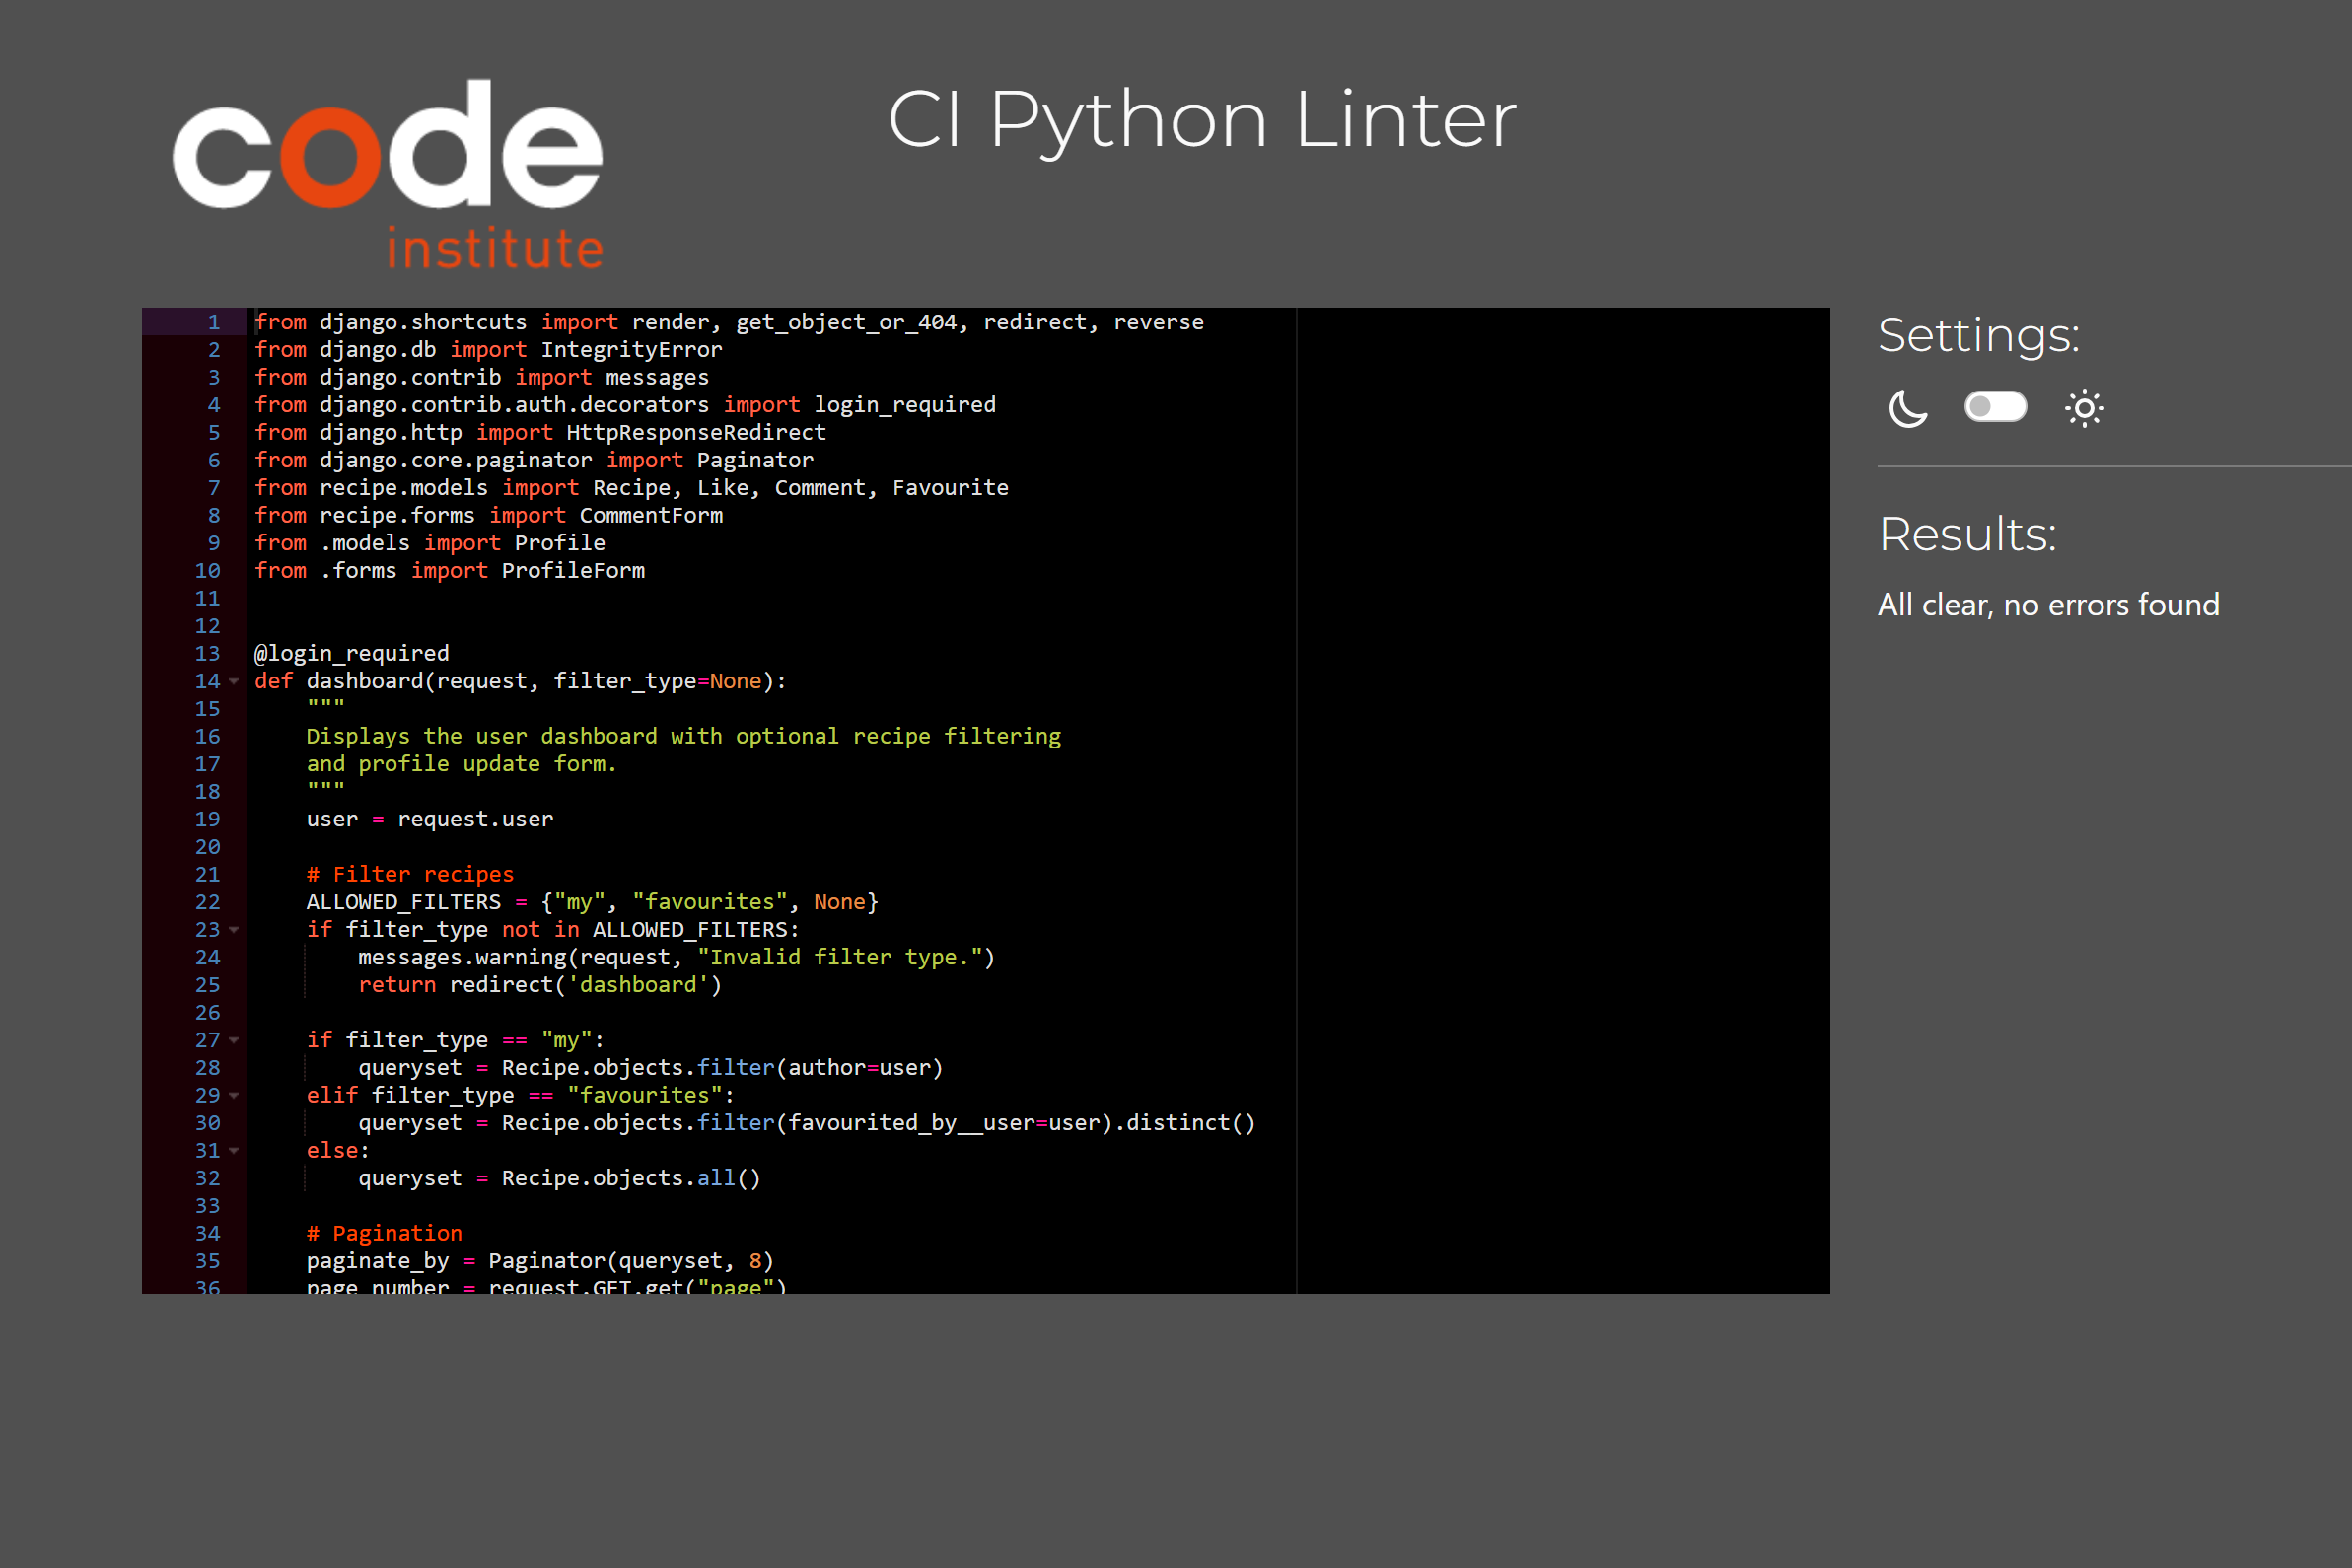 code
institute
CI Python Linter
1 from django.shortcuts import render, get_object_or_404, redirect, reverse
2 from django.db import IntegrityError
3 from django.contrib import messages
4 from django.contrib.auth.decorators import login_required
5 from django.http import HttpResponseRedirect
6 from django.core.paginator import Paginator
7 from recipe.models import Recipe, Like, Comment, Favourite
8 from recipe.forms import CommentForm
9 from .models import Profile
10 from .forms import ProfileForm
11
12
13 @login_required
14 def dashboard(request, filter_type=None):
15     """
16     Displays the user dashboard with optional recipe filtering
17     and profile update form.
18     """
19     user = request.user
20
21     # Filter recipes
22     ALLOWED_FILTERS = {"my", "favourites", None}
23     if filter_type not in ALLOWED_FILTERS:
24         messages.warning(request, "Invalid filter type.")
25         return redirect('dashboard')
26
27     if filter_type == "my":
28         queryset = Recipe.objects.filter(author=user)
29     elif filter_type == "favourites":
30         queryset = Recipe.objects.filter(favourited_by__user=user).distinct()
31     else:
32         queryset = Recipe.objects.all()
33
34     # Pagination
35     paginate_by = Paginator(queryset, 8)
36     page_number = request.GET.get("page")
Settings:
Results:
All clear, no errors found